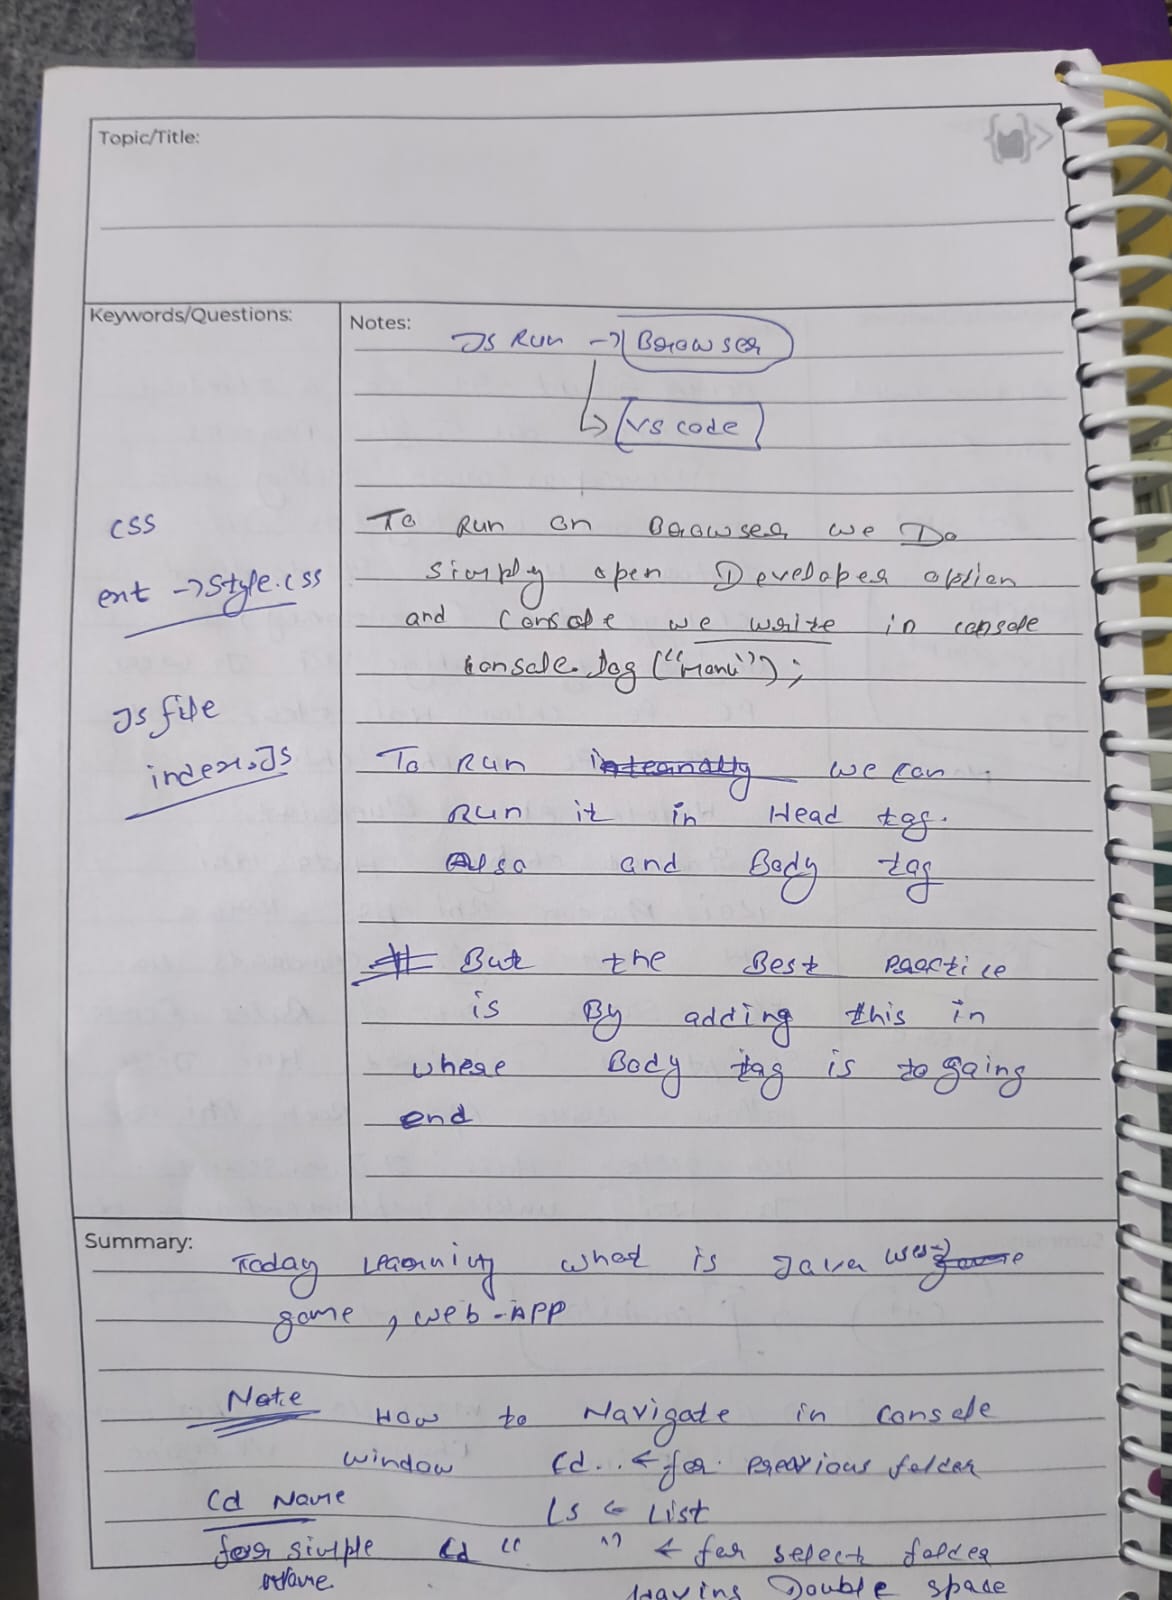 Topic/Title:
Keywords/Questions:
Notes:
Js Run → Browser
→ VS code
CSS
ext → Style.css
Js file
index.Js
To Run on Browser we Do
simply open Developer option
and Console we write in console
console.log ("Manu");
To Run internally we can
Run it in Head tag.
Also and Body tag
# But the Best Practice
is By adding this in
where Body tag is to going
end
Summary:
Today Learning what is Java
game, web-APP
Note
How to Navigate in Console
window Cd.. ← for previous folder
Cd Name Ls ← List
for simple Cd " " ← for select folder
Name having Double space